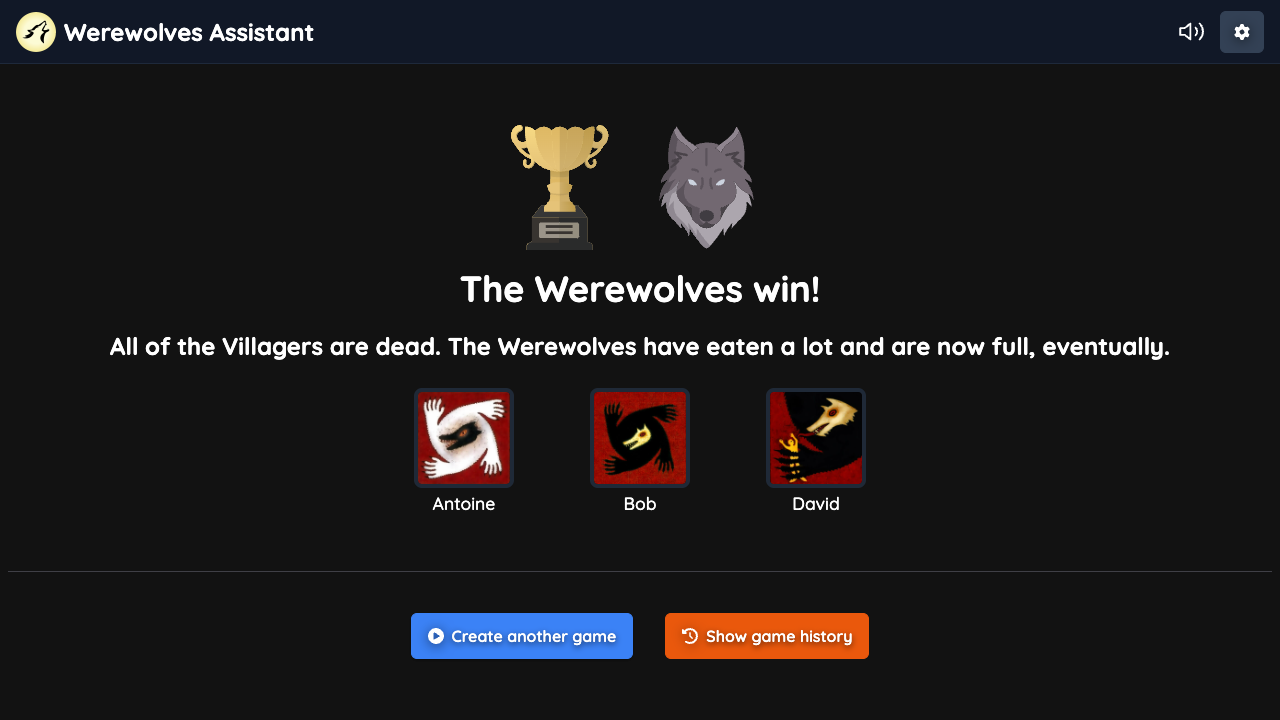 Werewolves Assistant
The Werewolves win!
All of the Villagers are dead. The Werewolves have eaten a lot and are now full, eventually.
Antoine
Bob
David
Create another game
Show game history